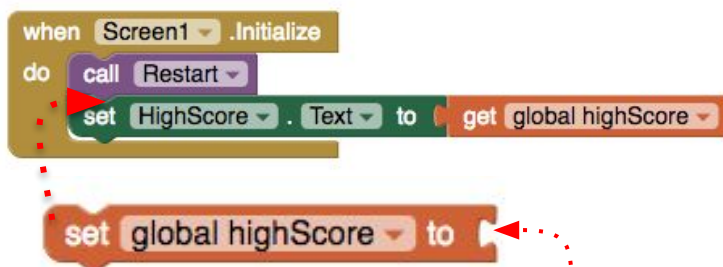 when Screen1 .Initialize
do call Restart
set HighScore . Text to get global highScore
set global highScore to